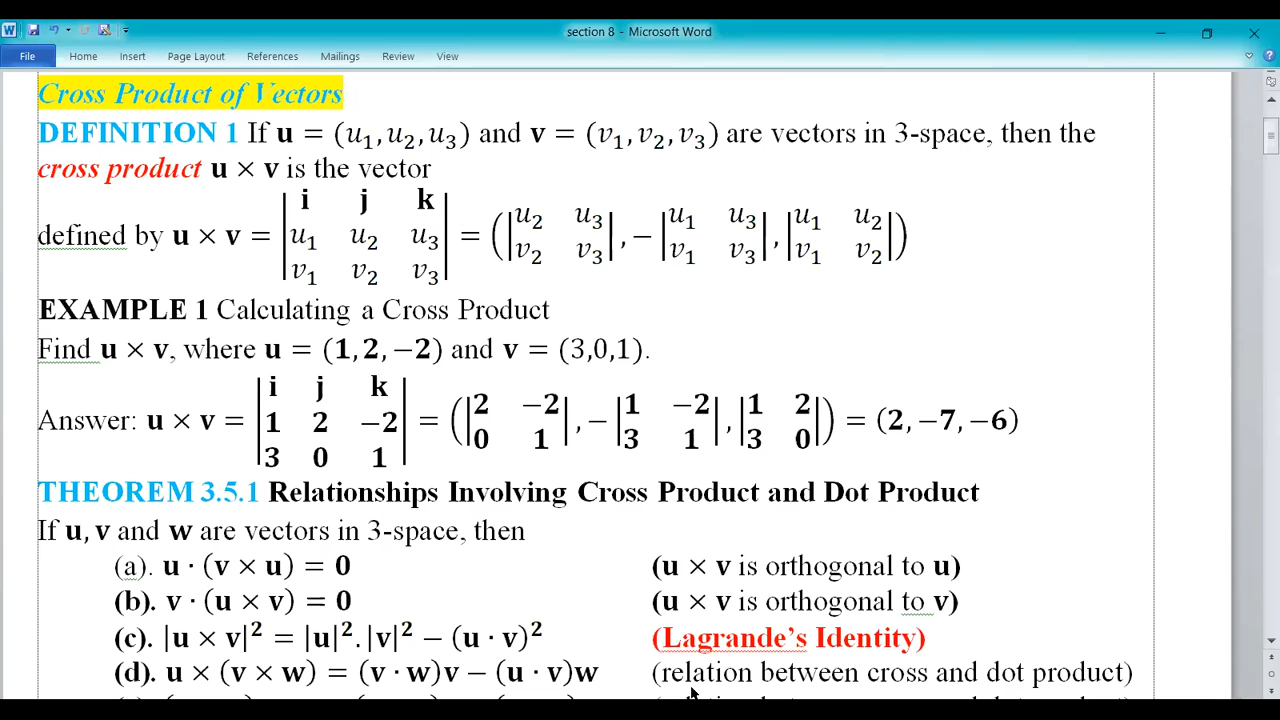 section 8 - Microsoft Word
File Home Insert Page Layout References Mailings Review View
Cross Product of Vectors
DEFINITION 1 If u = (u₁, u₂, u₃) and v = (v₁, v₂, v₃) are vectors in 3-space, then the
cross product u × v is the vector
defined by u × v = |i j k; u₁ u₂ u₃; v₁ v₂ v₃| = (|u₂ u₃; v₂ v₃|, −|u₁ u₃; v₁ v₃|, |u₁ u₂; v₁ v₂|)
EXAMPLE 1 Calculating a Cross Product
Find u × v, where u = (1, 2, −2) and v = (3,0,1).
Answer: u × v = |i j k; 1 2 −2; 3 0 1| = (|2 −2; 0 1|, −|1 −2; 3 1|, |1 2; 3 0|) = (2, −7, −6)
THEOREM 3.5.1 Relationships Involving Cross Product and Dot Product
If u, v and w are vectors in 3-space, then
(a). u · (v × u) = 0 (u × v is orthogonal to u)
(b). v · (u × v) = 0 (u × v is orthogonal to v)
(c). |u × v|² = |u|².|v|² − (u · v)² (Lagrande's Identity)
(d). u × (v × w) = (v · w)v − (u · v)w (relation between cross and dot product)